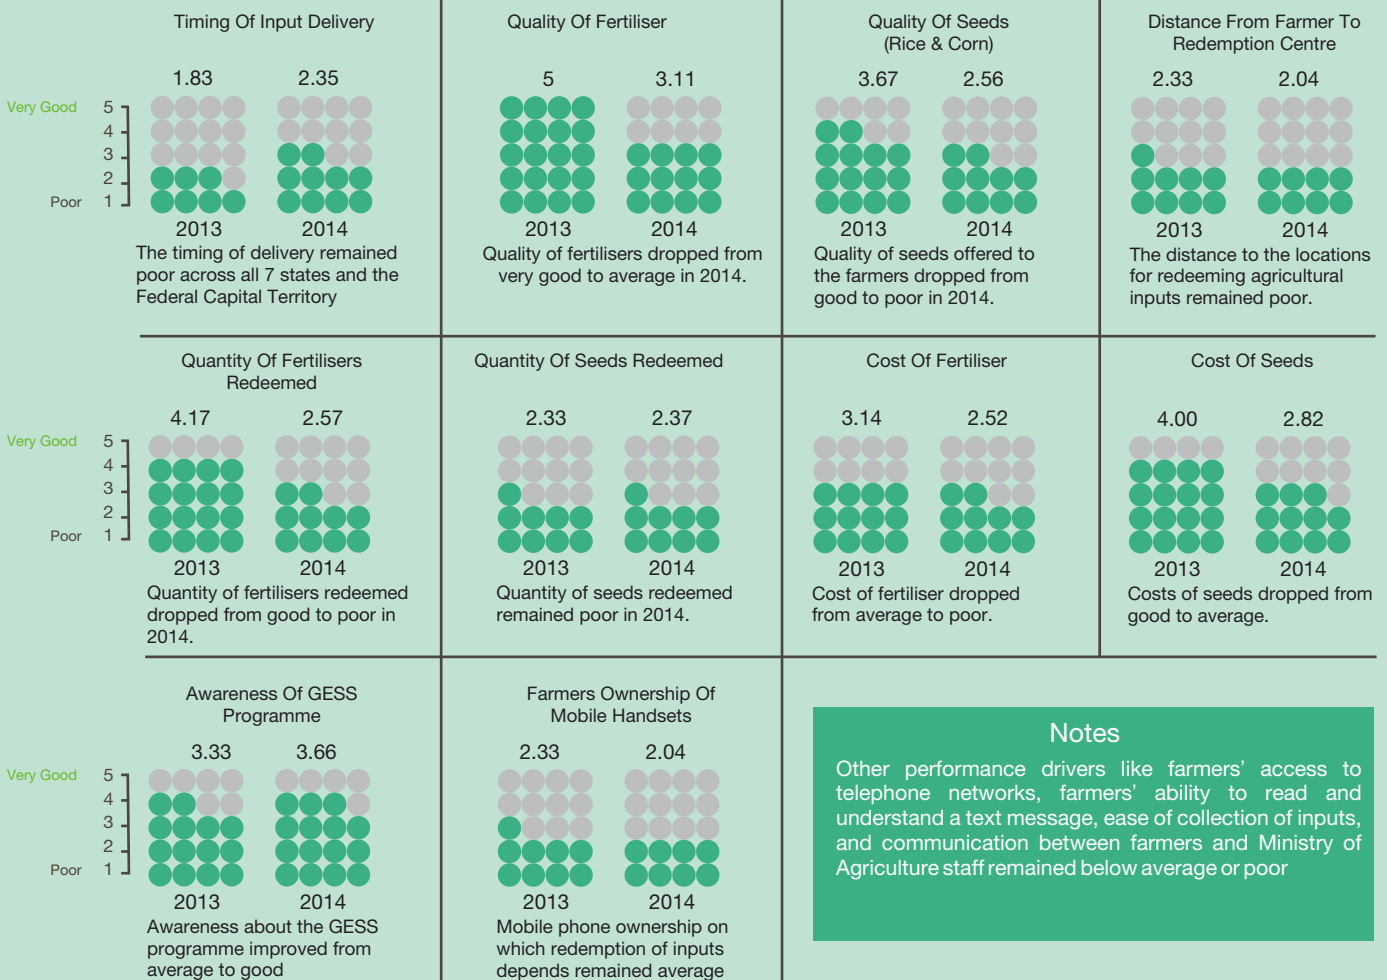 Timing Of Input Delivery
1.83 2.35
Very Good 5
4
3
2
Poor 1
2013 2014
The timing of delivery remained
poor across all 7 states and the
Federal Capital Territory
Quality Of Fertiliser
5 3.11
2013 2014
Quality of fertilisers dropped from
very good to average in 2014.
Quality Of Seeds
(Rice & Corn)
3.67 2.56
2013 2014
Quality of seeds offered to
the farmers dropped from
good to poor in 2014.
Distance From Farmer To
Redemption Centre
2.33 2.04
2013 2014
The distance to the locations
for redeeming agricultural
inputs remained poor.
Quantity Of Fertilisers
Redeemed
4.17 2.57
Very Good 5
4
3
2
Poor 1
2013 2014
Quantity of fertilisers redeemed
dropped from good to poor in
2014.
Quantity Of Seeds Redeemed
2.33 2.37
2013 2014
Quantity of seeds redeemed
remained poor in 2014.
Cost Of Fertiliser
3.14 2.52
2013 2014
Cost of fertiliser dropped
from average to poor.
Cost Of Seeds
4.00 2.82
2013 2014
Costs of seeds dropped from
good to average.
Awareness Of GESS
Programme
3.33 3.66
Very Good 5
4
3
2
Poor 1
2013 2014
Awareness about the GESS
programme improved from
average to good
Farmers Ownership Of
Mobile Handsets
2.33 2.04
2013 2014
Mobile phone ownership on
which redemption of inputs
depends remained average
Notes
Other performance drivers like farmers’ access to
telephone networks, farmers’ ability to read and
understand a text message, ease of collection of inputs,
and communication between farmers and Ministry of
Agriculture staff remained below average or poor